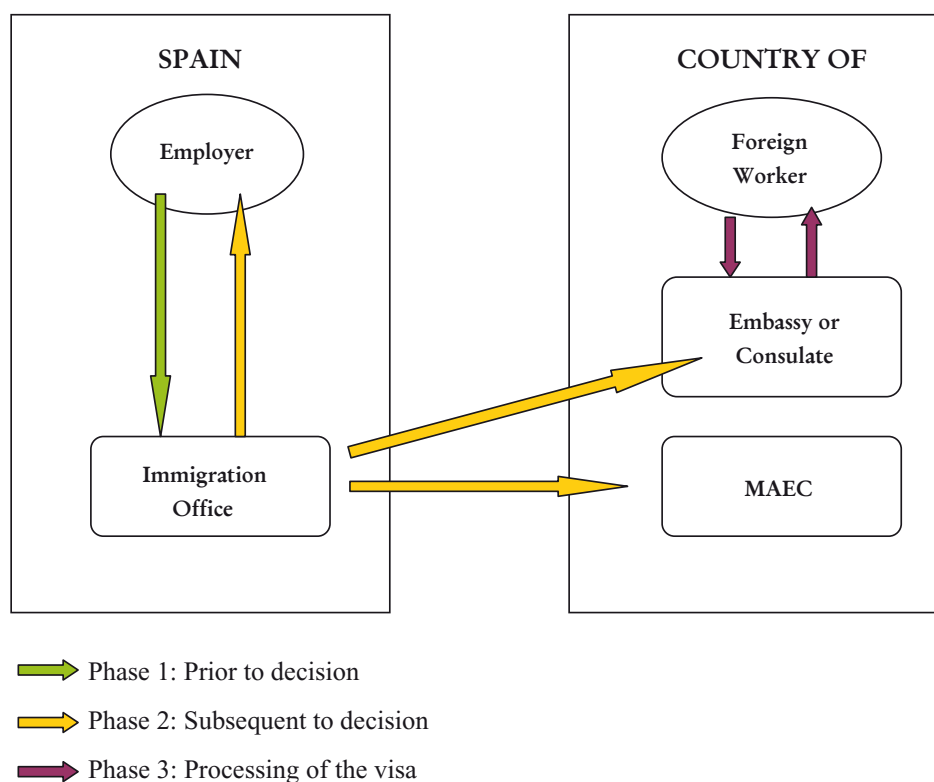 SPAIN
Employer
Immigration
Office
COUNTRY OF
Foreign
Worker
Embassy or
Consulate
MAEC
Phase 1: Prior to decision
Phase 2: Subsequent to decision
Phase 3: Processing of the visa